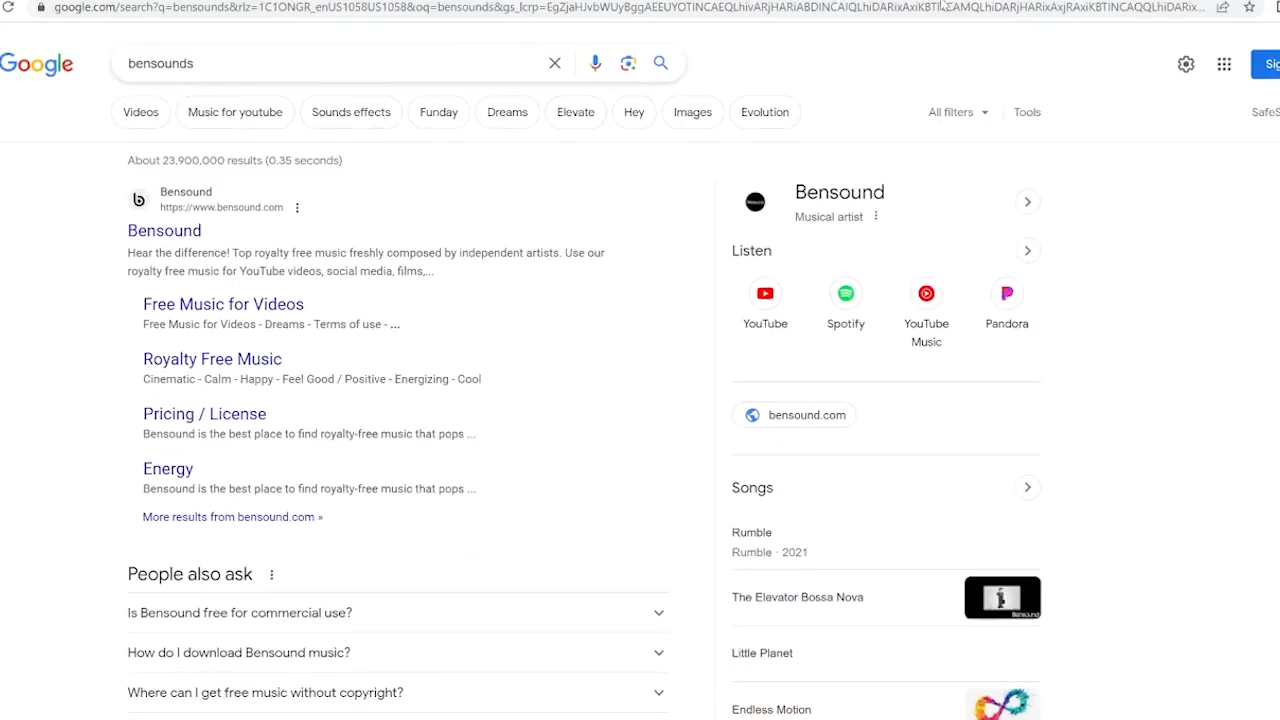 google.com/search?q=bensounds&rlz=1C1ONGR_enUS1058US1058&oq=bensounds&gs_lcrp=
Google
bensounds
Videos
Music for youtube
Sounds effects
Funday
Dreams
Elevate
Hey
Images
Evolution
All filters
Tools
About 23,900,000 results (0.35 seconds)
Bensound
https://www.bensound.com
Bensound
Hear the difference! Top royalty free music freshly composed by independent artists. Use our
royalty free music for YouTube videos, social media, films,...
Free Music for Videos
Free Music for Videos - Dreams - Terms of use - ...
Royalty Free Music
Cinematic - Calm - Happy - Feel Good / Positive - Energizing - Cool
Pricing / License
Bensound is the best place to find royalty-free music that pops ...
Energy
Bensound is the best place to find royalty-free music that pops ...
More results from bensound.com »
People also ask
Is Bensound free for commercial use?
How do I download Bensound music?
Where can I get free music without copyright?
Bensound
Musical artist
Listen
YouTube
Spotify
YouTube
Music
Pandora
bensound.com
Songs
Rumble
Rumble · 2021
The Elevator Bossa Nova
Bensound
Little Planet
Endless Motion